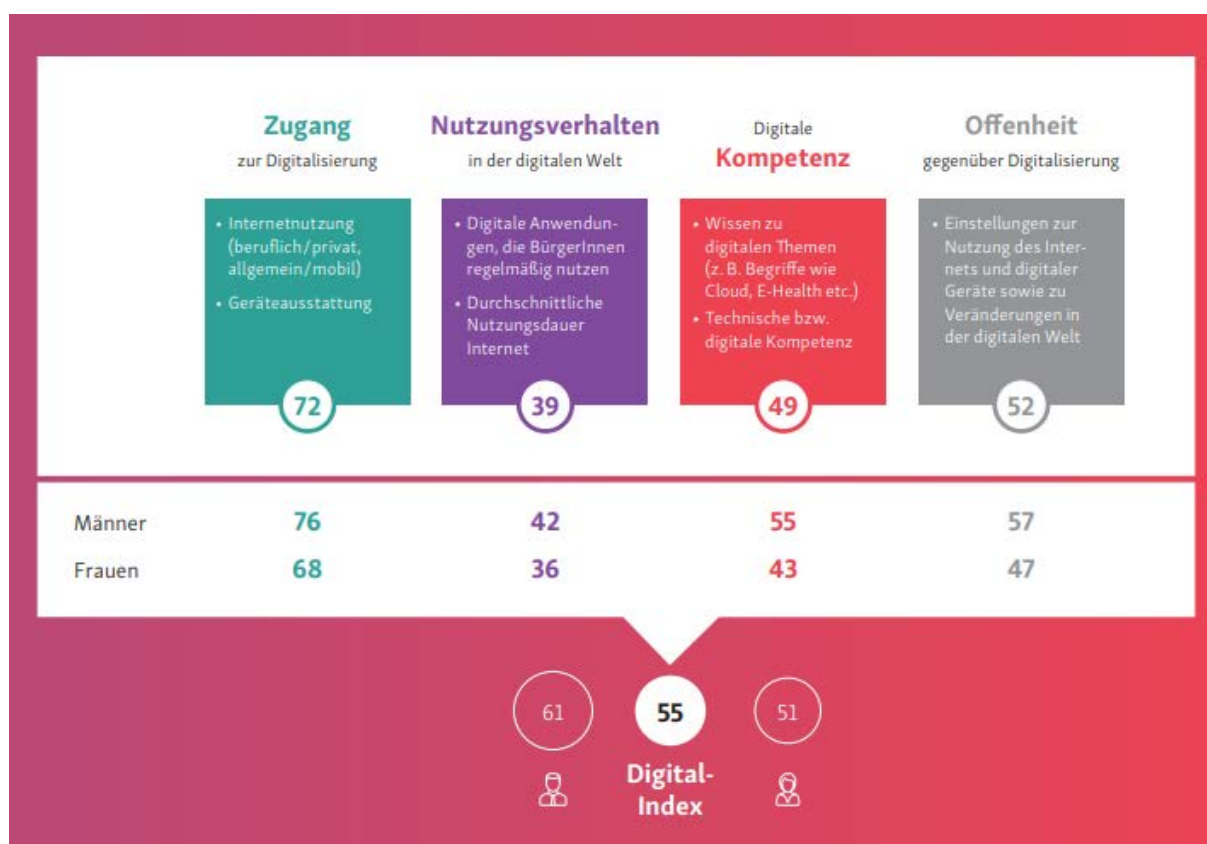 Zugang
zur Digitalisierung
Nutzungsverhalten
in der digitalen Welt
Digitale
Kompetenz
Offenheit
gegenüber Digitalisierung
• Internetnutzung
(beruflich/privat,
allgemein/mobil)
• Geräteausstattung
72
• Digitale Anwendun-
gen, die BürgerInnen
regelmäßig nutzen
• Durchschnittliche
Nutzungsdauer
Internet
39
• Wissen zu
digitalen Themen
(z. B. Begriffe wie
Cloud, E-Health etc.)
• Technische bzw.
digitale Kompetenz
49
• Einstellungen zur
Nutzung des Inter-
nets und digitaler
Geräte sowie zu
Veränderungen in
der digitalen Welt
52
Männer 76 42 55 57
Frauen 68 36 43 47
61 55 51
Digital-
Index